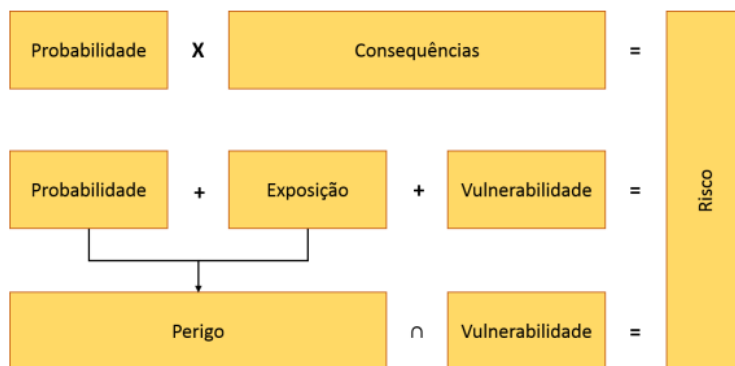 Probabilidade X Consequências =
Probabilidade + Exposição + Vulnerabilidade =
Risco
Perigo ∩ Vulnerabilidade =